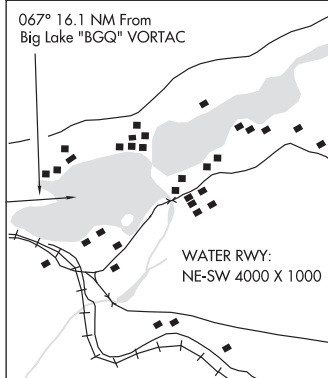 067° 16.1 NM From
Big Lake "BGQ" VORTAC
WATER RWY:
NE-SW 4000 X 1000